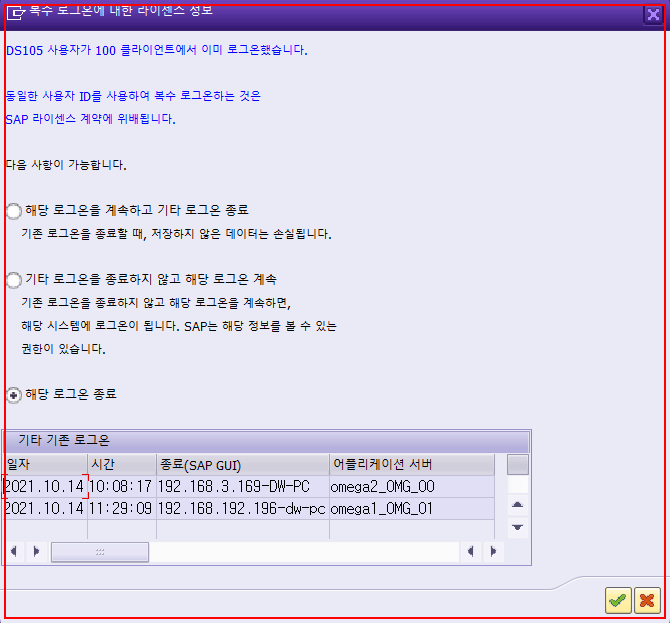 복수 로그온에 대한 라이센스 정보
DS105 사용자가 100 클라이언트에서 이미 로그온했습니다.
동일한 사용자 ID를 사용하여 복수 로그온하는 것은
SAP 라이센스 계약에 위배됩니다.
다음 사항이 가능합니다.
해당 로그온을 계속하고 기타 로그온 종료
기존 로그온을 종료할 때, 저장하지 않은 데이터는 손실됩니다.
기타 로그온을 종료하지 않고 해당 로그온 계속
기존 로그온을 종료하지 않고 해당 로그온을 계속하면,
해당 시스템에 로그온이 됩니다. SAP는 해당 정보를 볼 수 있는
권한이 있습니다.
해당 로그온 종료
기타 기존 로그온
일자 시간 종료(SAP GUI) 어플리케이션 서버
2021.10.14 10:08:17 192.168.3.169-DW-PC omega2_OMG_00
2021.10.14 11:29:09 192.168.192.196-dw-pc omega1_OMG_01